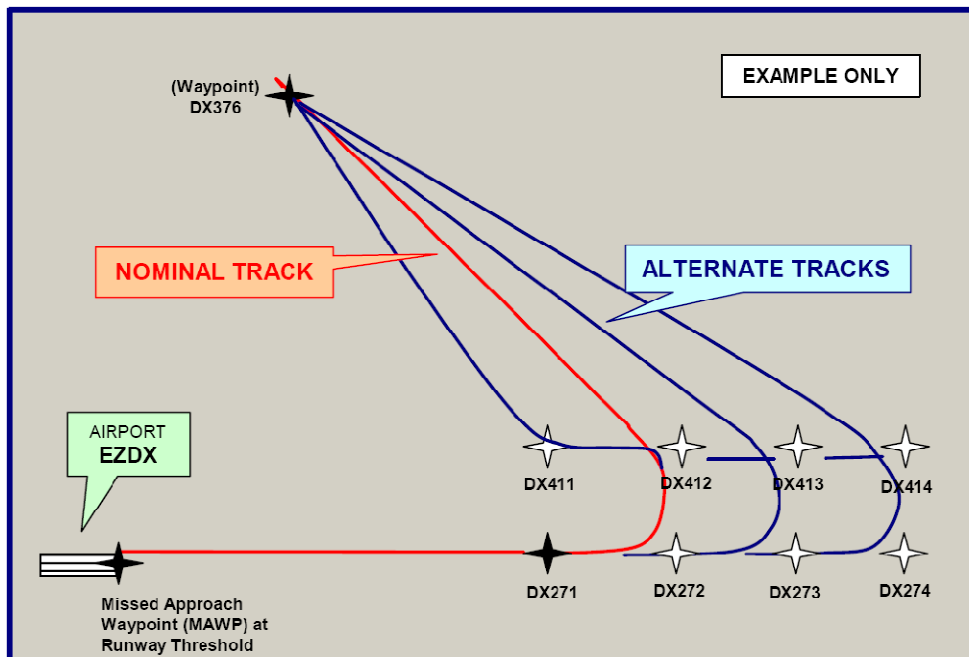 (Waypoint)
DX376
EXAMPLE ONLY
NOMINAL TRACK
ALTERNATE TRACKS
AIRPORT
EZDX
DX411
DX412
DX413
DX414
DX271
DX272
DX273
DX274
Missed Approach
Waypoint (MAWP) at
Runway Threshold